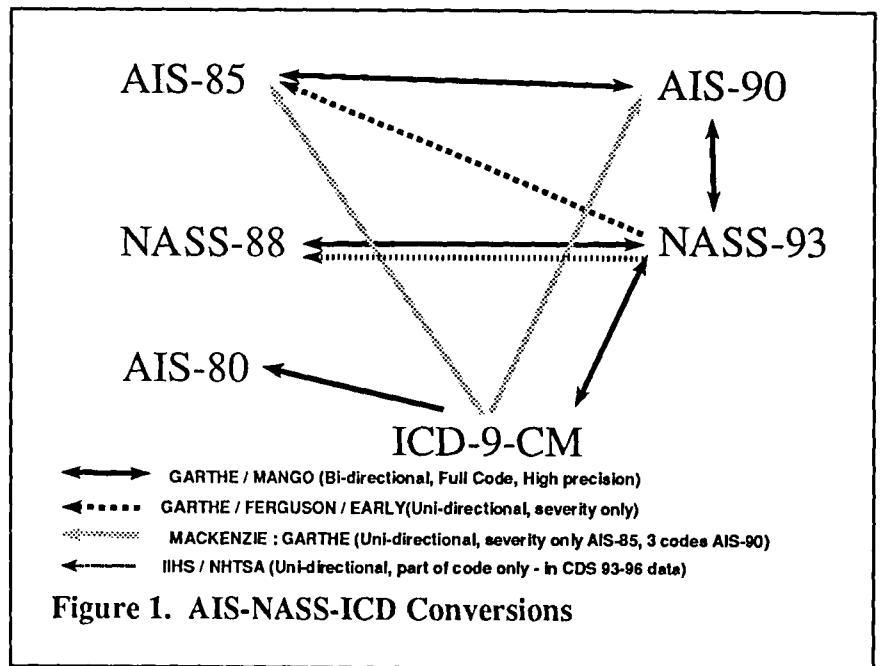 AIS-85 AIS-90
NASS-88 NASS-93
AIS-80
ICD-9-CM
GARTHE / MANGO (Bi-directional, Full Code, High precision)
GARTHE / FERGUSON / EARLY(Uni-directional, severity only)
MACKENZIE : GARTHE (Uni-directional, severity only AIS-85, 3 codes AIS-90)
IIHS / NHTSA (Uni-directional, part of code only - in CDS 93-96 data)
Figure 1. AIS-NASS-ICD Conversions